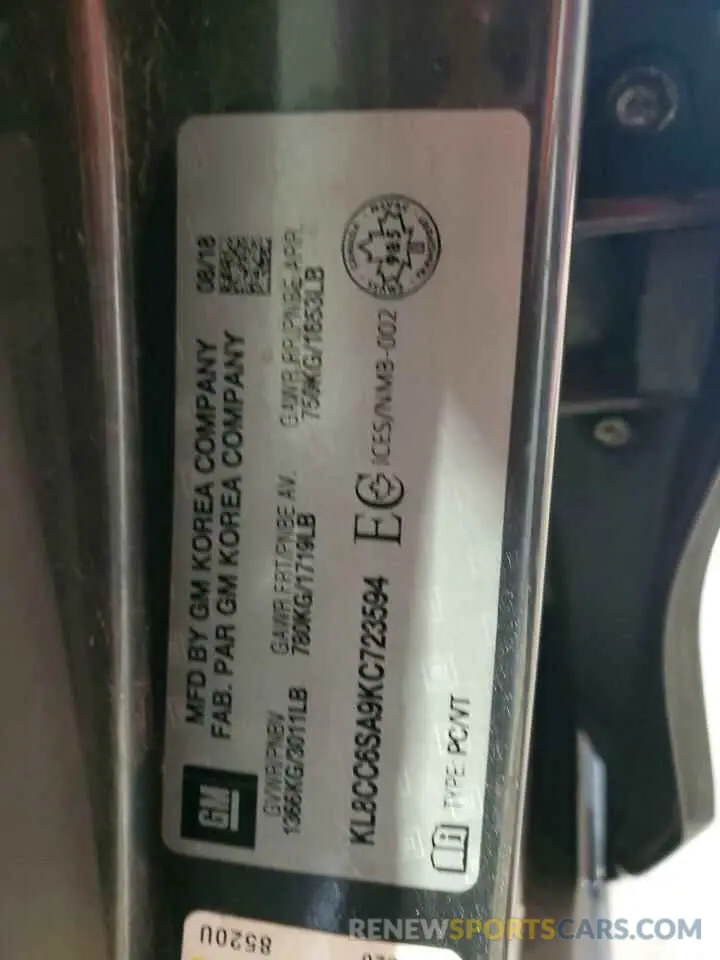 GM
MFD BY GM KOREA COMPANY 08/18
FAB. PAR GM KOREA COMPANY
GVWR/PNBV GAWR FRT/PNBE AV. GAWR RR/PNBE ARR.
1366KG/3011LB 780KG/1719LB 750KG/1653LB
KL8CC6SA9KC723594 ICES/NMB-002
985
TYPE: PC/VT
8520U
RENEWSPORTSCARS.COM